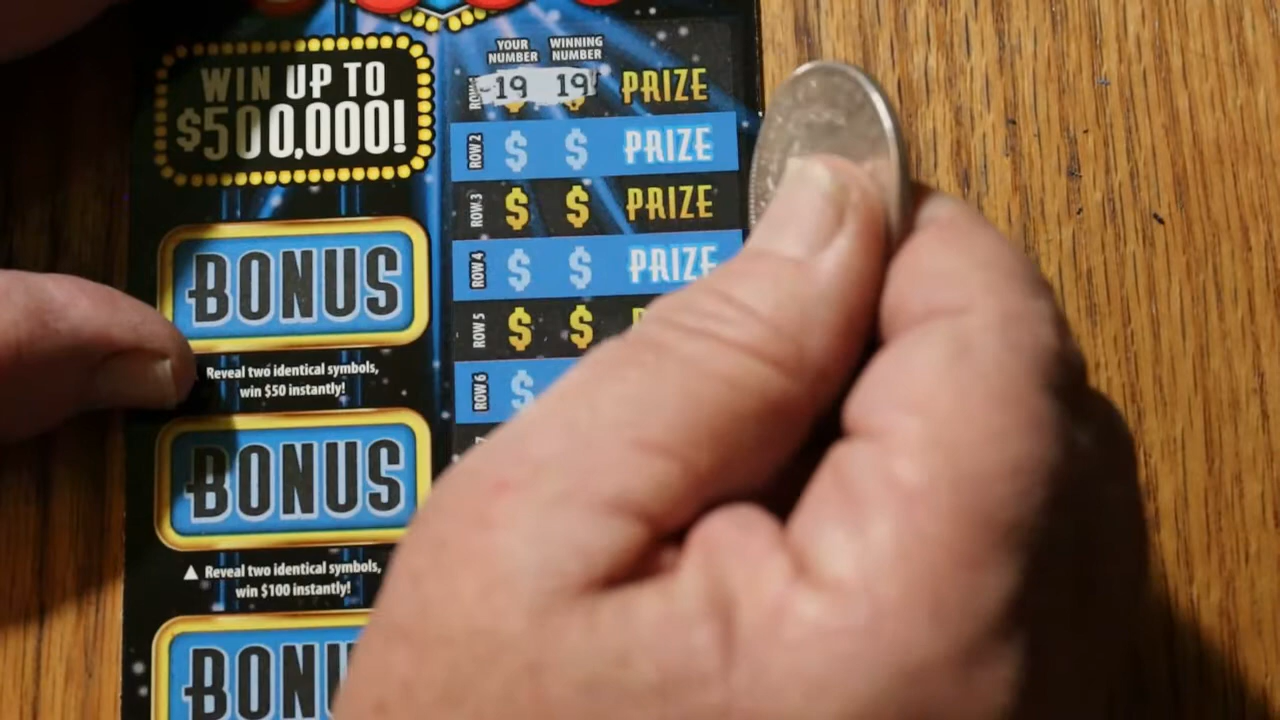 WIN UP TO
$500,000!
YOUR NUMBER WINNING NUMBER
19 19 PRIZE
ROW 2 $ $ PRIZE
ROW 3 $ $ PRIZE
ROW 4 $ $ PRIZE
ROW 5 $ $
ROW 6 $
BONUS
Reveal two identical symbols,
win $50 instantly!
BONUS
▲ Reveal two identical symbols,
win $100 instantly!
BONU